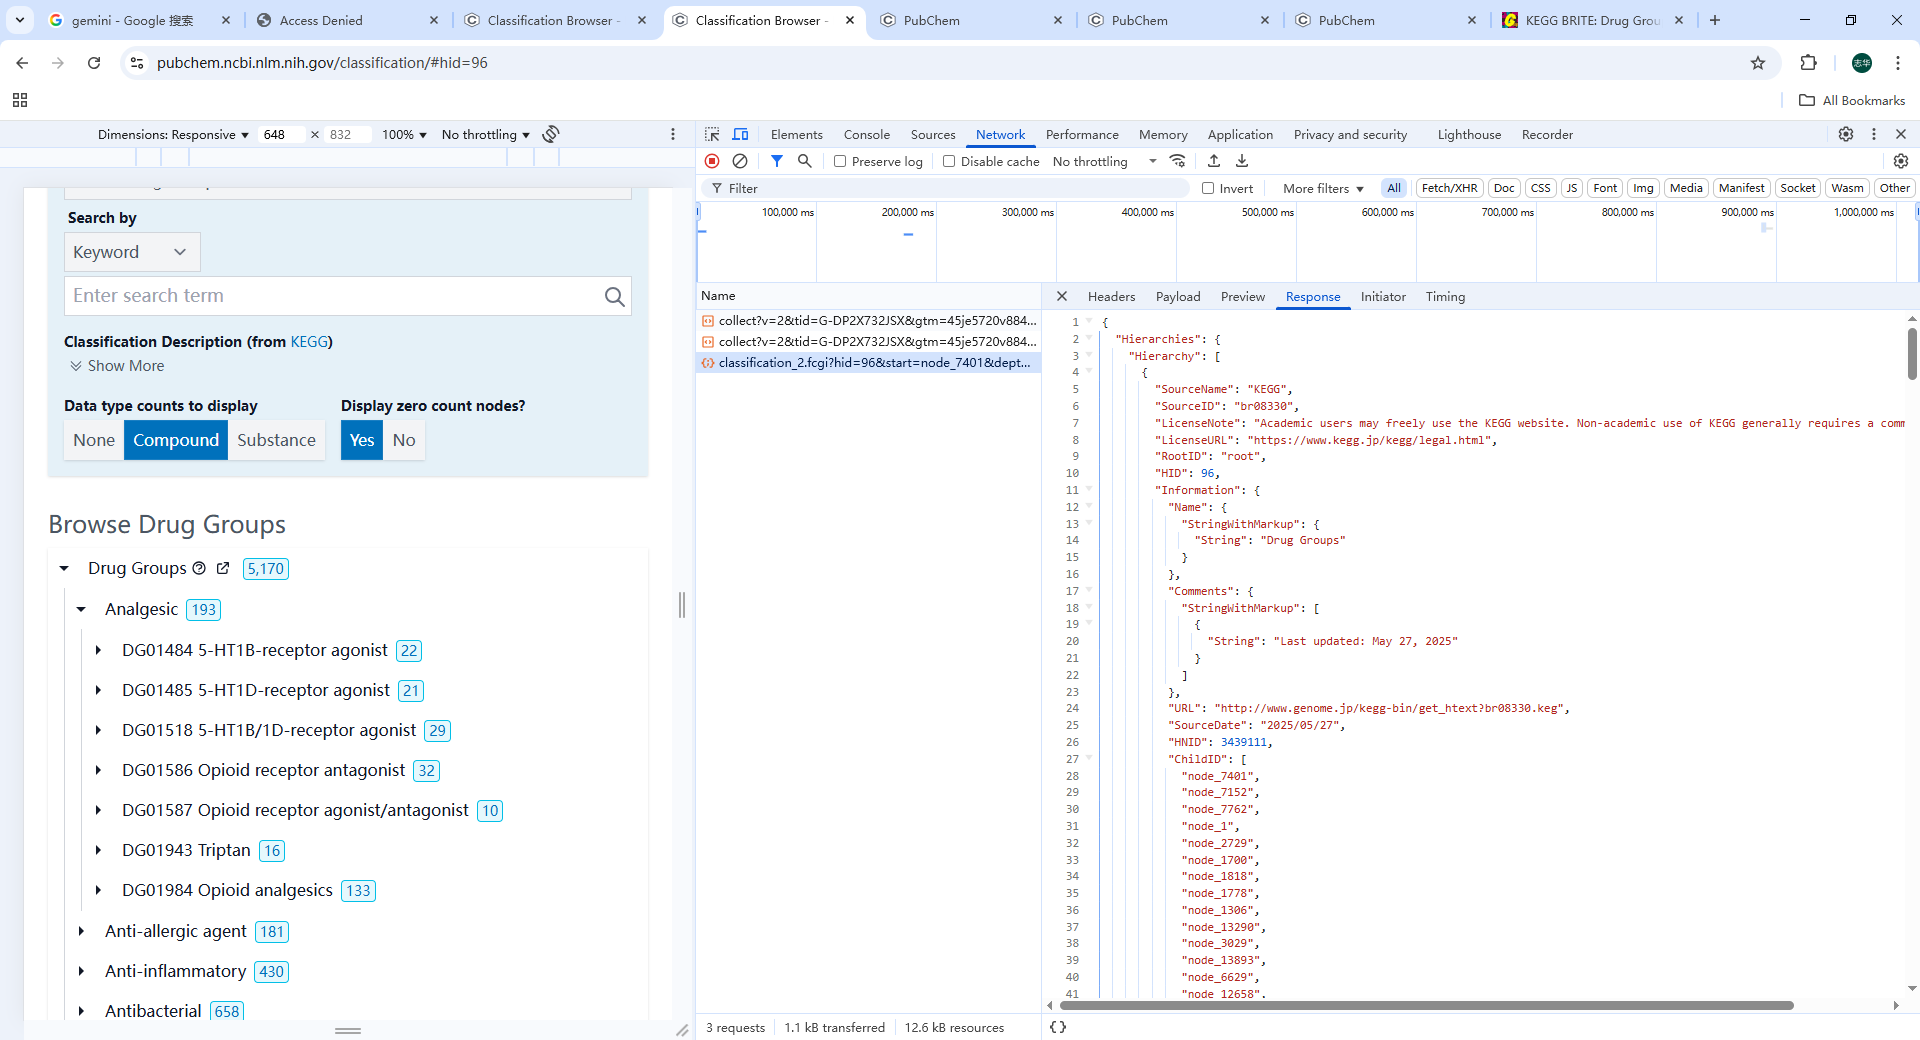 gemini - Google 搜索
Access Denied
Classification Browser -
Classification Browser -
PubChem
PubChem
PubChem
KEGG BRITE: Drug Grou
pubchem.ncbi.nlm.nih.gov/classification/#hid=96
志华
All Bookmarks
Dimensions: Responsive 648 × 832 100% No throttling
Elements Console Sources Network Performance Memory Application Privacy and security Lighthouse Recorder
Preserve log Disable cache No throttling
Filter Invert More filters All Fetch/XHR Doc CSS JS Font Img Media Manifest Socket Wasm Other
100,000 ms 200,000 ms 300,000 ms 400,000 ms 500,000 ms 600,000 ms 700,000 ms 800,000 ms 900,000 ms 1,000,000 ms
Search by
Keyword
Enter search term
Classification Description (from KEGG)
Show More
Data type counts to display
None Compound Substance
Display zero count nodes?
Yes No
Browse Drug Groups
Drug Groups 5,170
Analgesic 193
DG01484 5-HT1B-receptor agonist 22
DG01485 5-HT1D-receptor agonist 21
DG01518 5-HT1B/1D-receptor agonist 29
DG01586 Opioid receptor antagonist 32
DG01587 Opioid receptor agonist/antagonist 10
DG01943 Triptan 16
DG01984 Opioid analgesics 133
Anti-allergic agent 181
Anti-inflammatory 430
Antibacterial 658
Name
collect?v=2&tid=G-DP2X732JSX&gtm=45je5720v884...
collect?v=2&tid=G-DP2X732JSX&gtm=45je5720v884...
classification_2.fcgi?hid=96&start=node_7401&dept...
3 requests 1.1 kB transferred 12.6 kB resources
Headers Payload Preview Response Initiator Timing
1 {
2 "Hierarchies": {
3 "Hierarchy": [
4 {
5 "SourceName": "KEGG",
6 "SourceID": "br08330",
7 "LicenseNote": "Academic users may freely use the KEGG website. Non-academic use of KEGG generally requires a comm
8 "LicenseURL": "https://www.kegg.jp/kegg/legal.html",
9 "RootID": "root",
10 "HID": 96,
11 "Information": {
12 "Name": {
13 "StringWithMarkup": {
14 "String": "Drug Groups"
15 }
16 },
17 "Comments": {
18 "StringWithMarkup": [
19 {
20 "String": "Last updated: May 27, 2025"
21 }
22 ]
23 },
24 "URL": "http://www.genome.jp/kegg-bin/get_htext?br08330.keg",
25 "SourceDate": "2025/05/27",
26 "HNID": 3439111,
27 "ChildID": [
28 "node_7401",
29 "node_7152",
30 "node_7762",
31 "node_1",
32 "node_2729",
33 "node_1700",
34 "node_1818",
35 "node_1778",
36 "node_1306",
37 "node_13290",
38 "node_3029",
39 "node_13893",
40 "node_6629",
41 "node_12658",
{}